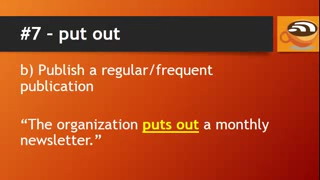 #7 – put out
b) Publish a regular/frequent
publication
“The organization puts out a monthly
newsletter.”